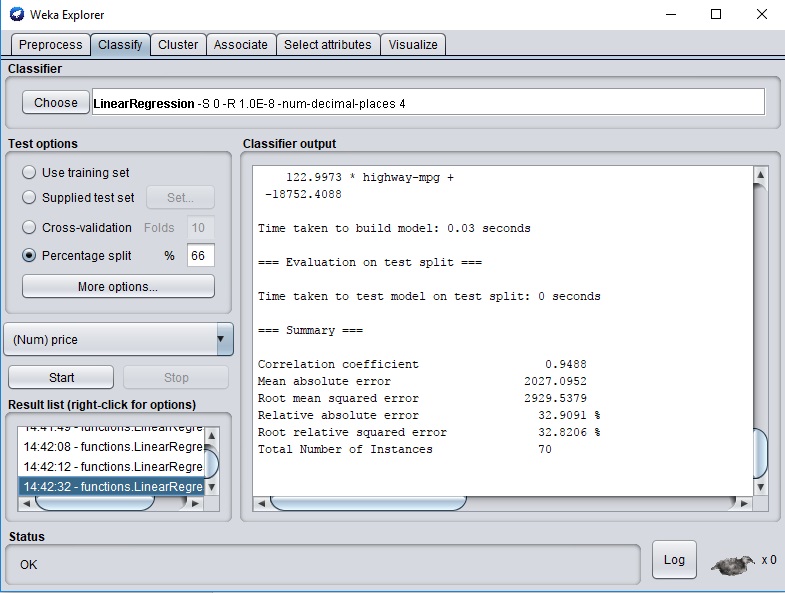 Weka Explorer
Preprocess Classify Cluster Associate Select attributes Visualize
Classifier
Choose LinearRegression -S 0 -R 1.0E-8 -num-decimal-places 4
Test options
Use training set
Supplied test set Set...
Cross-validation Folds 10
Percentage split % 66
More options...
(Num) price
Start Stop
Result list (right-click for options)
14:41:49 - functions.LinearRegre
14:42:08 - functions.LinearRegre
14:42:12 - functions.LinearRegre
14:42:32 - functions.LinearRegre
Classifier output
122.9973 * highway-mpg +
-18752.4088
Time taken to build model: 0.03 seconds
=== Evaluation on test split ===
Time taken to test model on test split: 0 seconds
=== Summary ===
Correlation coefficient 0.9488
Mean absolute error 2027.0952
Root mean squared error 2929.5379
Relative absolute error 32.9091 %
Root relative squared error 32.8206 %
Total Number of Instances 70
Status
OK
Log
x 0